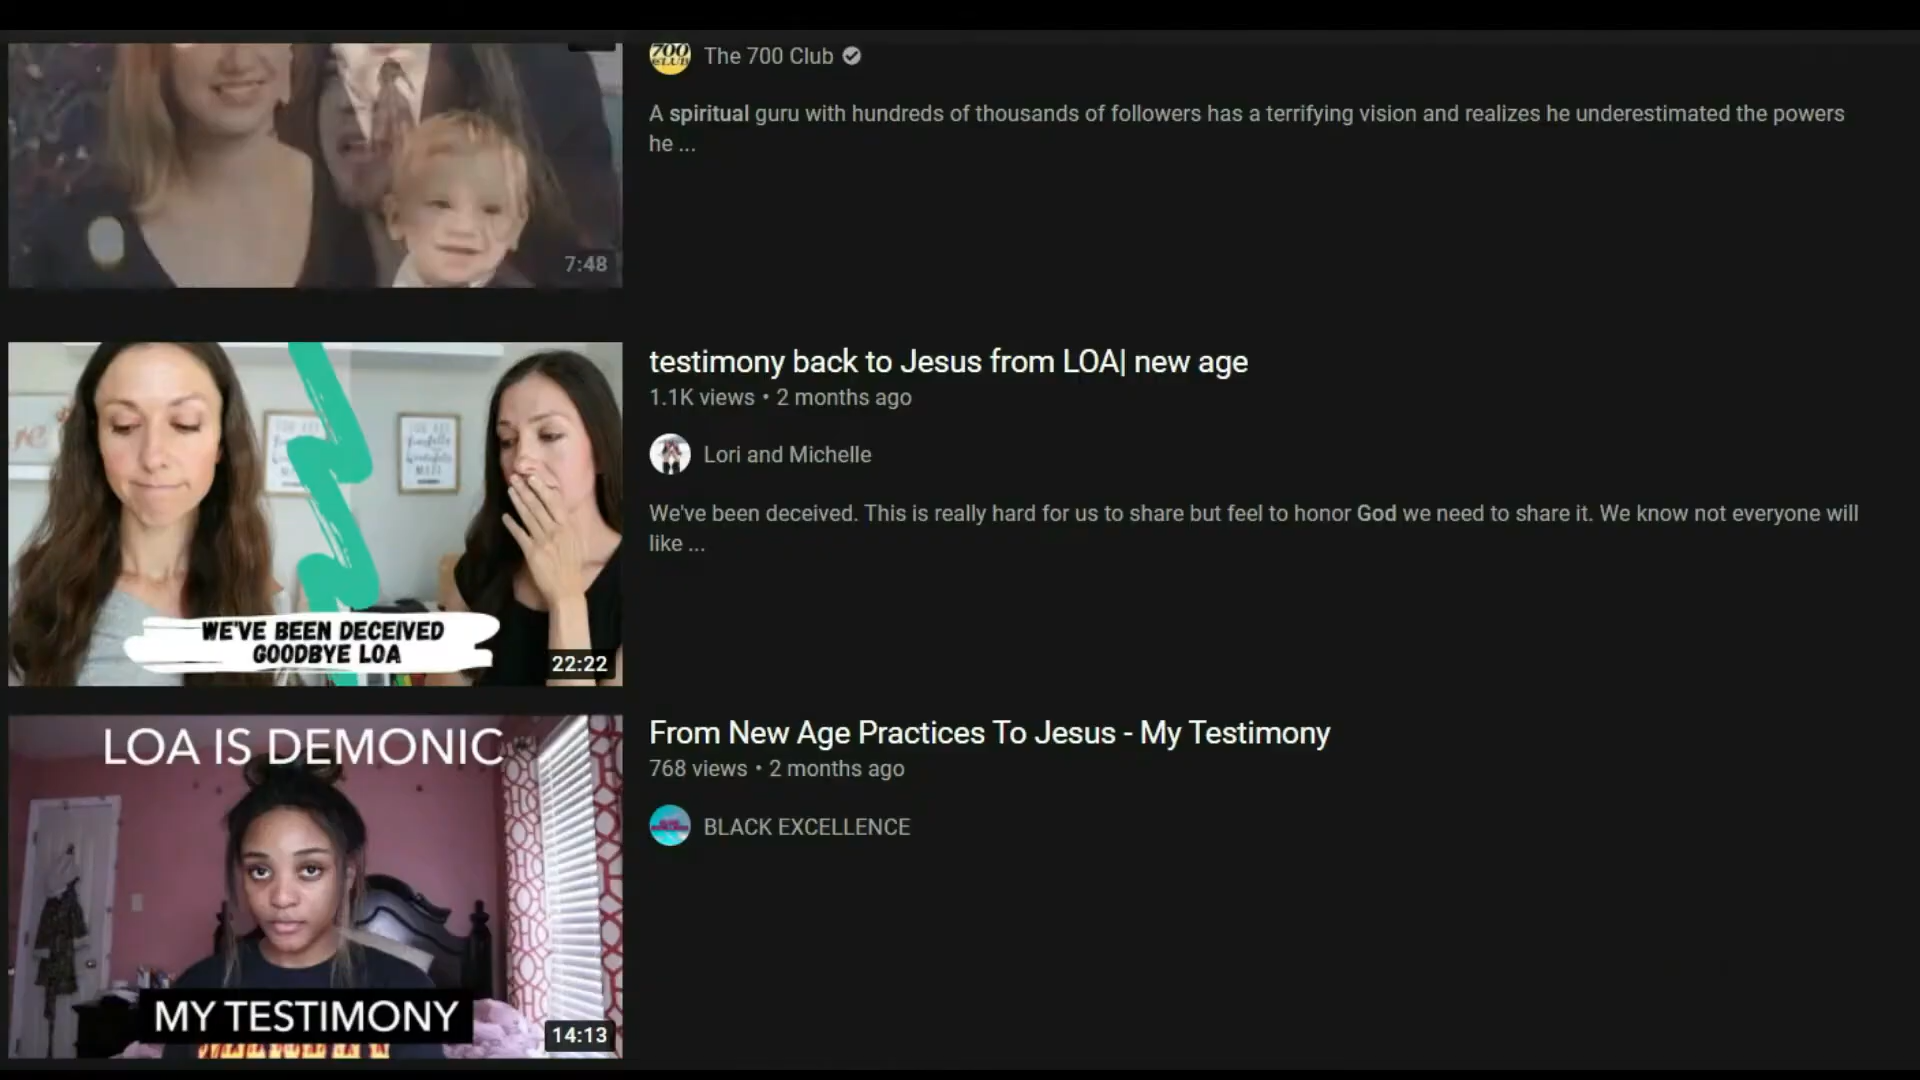 700
CLUB
The 700 Club
A spiritual guru with hundreds of thousands of followers has a terrifying vision and realizes he underestimated the powers
he ...
7:48
testimony back to Jesus from LOA| new age
1.1K views • 2 months ago
Lori and Michelle
We've been deceived. This is really hard for us to share but feel to honor God we need to share it. We know not everyone will
like ...
WE'VE BEEN DECEIVED
GOODBYE LOA
22:22
From New Age Practices To Jesus - My Testimony
768 views • 2 months ago
BLACK EXCELLENCE
LOA IS DEMONIC
MY TESTIMONY
14:13